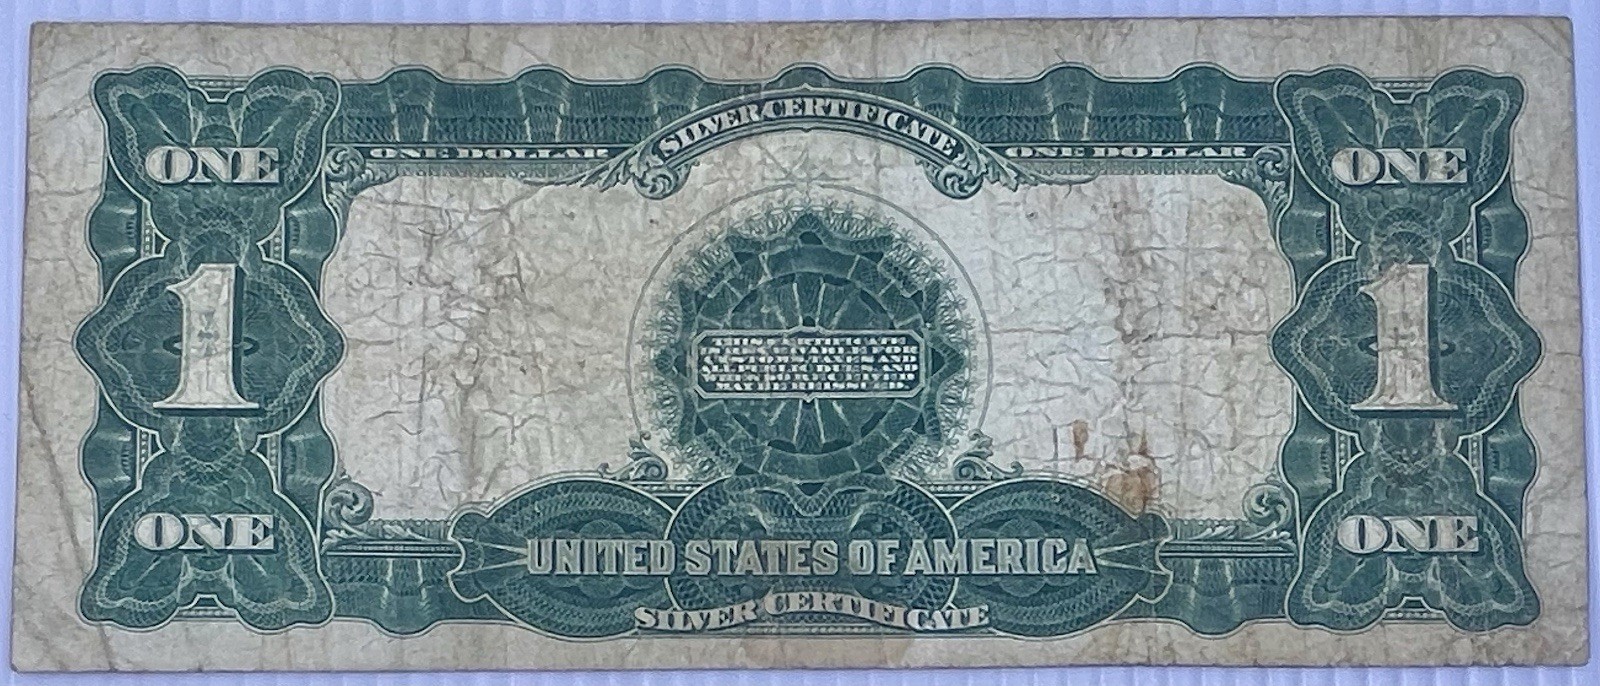 SILVER CERTIFICATE
ONE DOLLAR ONE DOLLAR
ONE ONE
1 1
THIS CERTIFICATE
IS RECEIVABLE FOR
CUSTOMS, TAXES AND
ALL PUBLIC DUES AND
WHEN SO RECEIVED
MAY BE REISSUED
ONE ONE
UNITED STATES OF AMERICA
SILVER CERTIFICATE